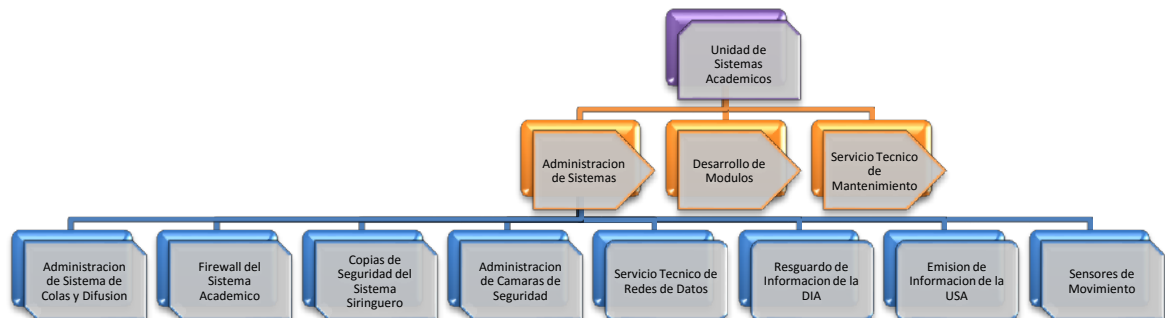 Unidad de
Sistemas
Academicos
Administracion
de Sistemas
Desarrollo de
Modulos
Servicio Tecnico
de
Mantenimiento
Administracion
de Sistema de
Colas y Difusion
Firewall del
Sistema
Academico
Copias de
Seguridad del
Sistema
Siringuero
Administracion
de Camaras de
Seguridad
Servicio Tecnico de
Redes de Datos
Resguardo de
Informacion de la
DIA
Emision de
Informacion de la
USA
Sensores de
Movimiento